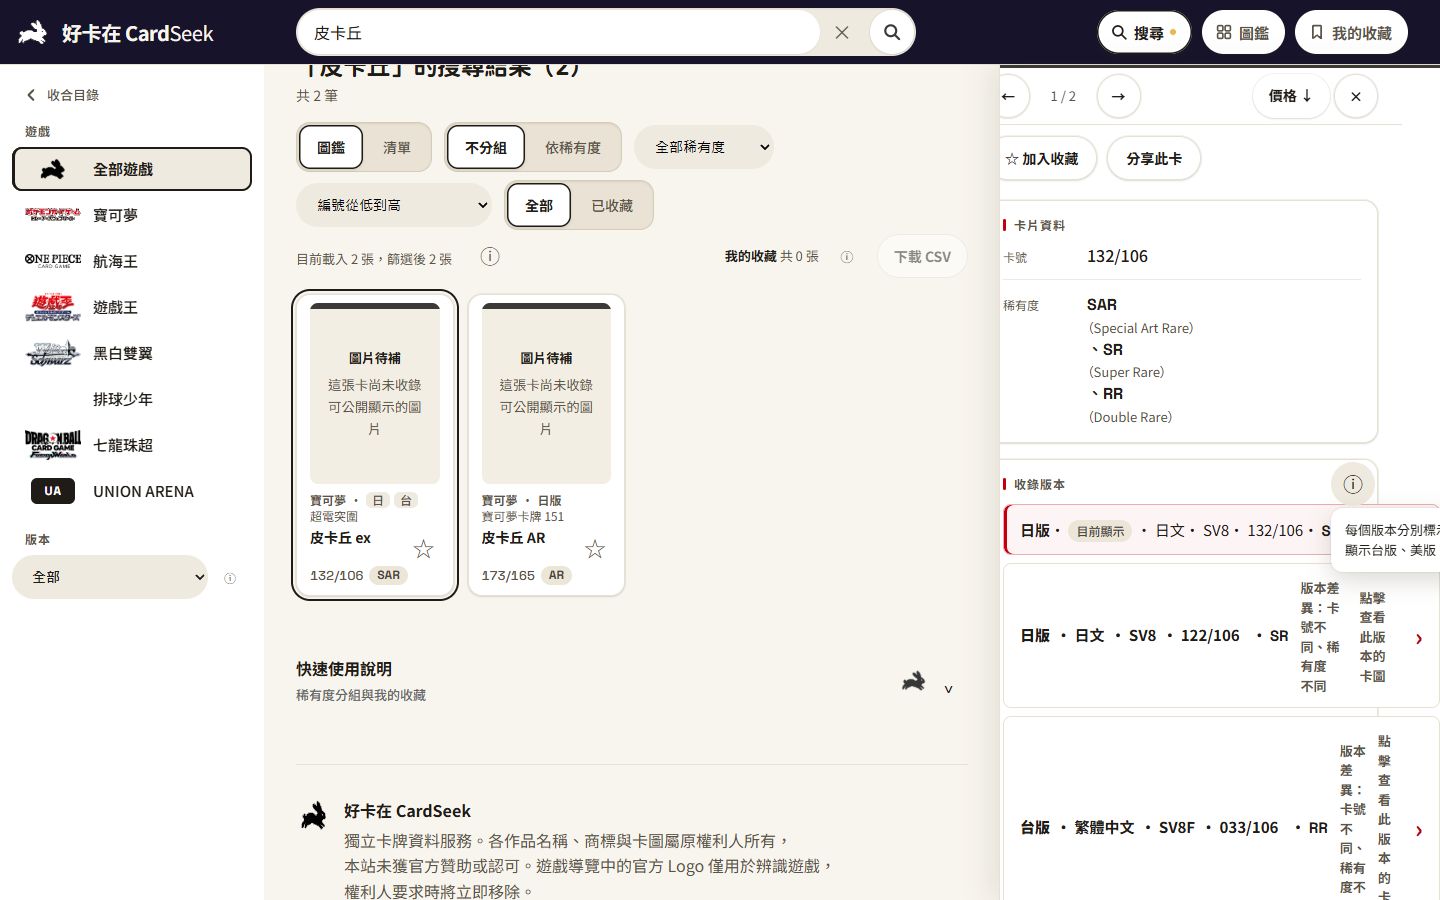 好卡在 CardSeek
皮卡丘
搜尋
圖鑑
我的收藏
收合目錄
遊戲
全部遊戲
寶可夢
ONE PIECE
CARD GAME
航海王
遊戲王
黑白雙翼
排球少年
DRAGON BALL
CARD GAME
七龍珠超
UA
UNION ARENA
版本
全部
「皮卡丘」的搜尋結果(2)
共 2 筆
圖鑑
清單
不分組
依稀有度
全部稀有度
編號從低到高
全部
已收藏
目前載入 2 張,篩選後 2 張
我的收藏 共 0 張
下載 CSV
圖片待補
這張卡尚未收錄
可公開顯示的圖
片
寶可夢 · 日 台
超電突圍
皮卡丘 ex
☆
132/106 SAR
圖片待補
這張卡尚未收錄
可公開顯示的圖
片
寶可夢 · 日版
寶可夢卡牌 151
皮卡丘 AR
☆
173/165 AR
快速使用說明
稀有度分組與我的收藏
好卡在 CardSeek
獨立卡牌資料服務。各作品名稱、商標與卡圖屬原權利人所有,
本站未獲官方贊助或認可。遊戲導覽中的官方 Logo 僅用於辨識遊戲,
權利人要求時將立即移除。
← 1 / 2 →
價格 ↓
×
☆ 加入收藏
分享此卡
卡片資料
卡號
132/106
稀有度
SAR
(Special Art Rare)
、SR
(Super Rare)
、RR
(Double Rare)
收錄版本
日版 · 目前顯示 · 日文 · SV8 · 132/106 · S
每個版本分別標
顯示台版、美版
日版 · 日文 · SV8 · 122/106 · SR
版本差
異:卡
號不
同、稀
有度
不同
點擊
查看
此版
本的
卡圖
台版 · 繁體中文 · SV8F · 033/106 · RR
版本
差
異:
卡號
不
同、
稀有
度不
點
擊
查
看
此
版
本
的
卡